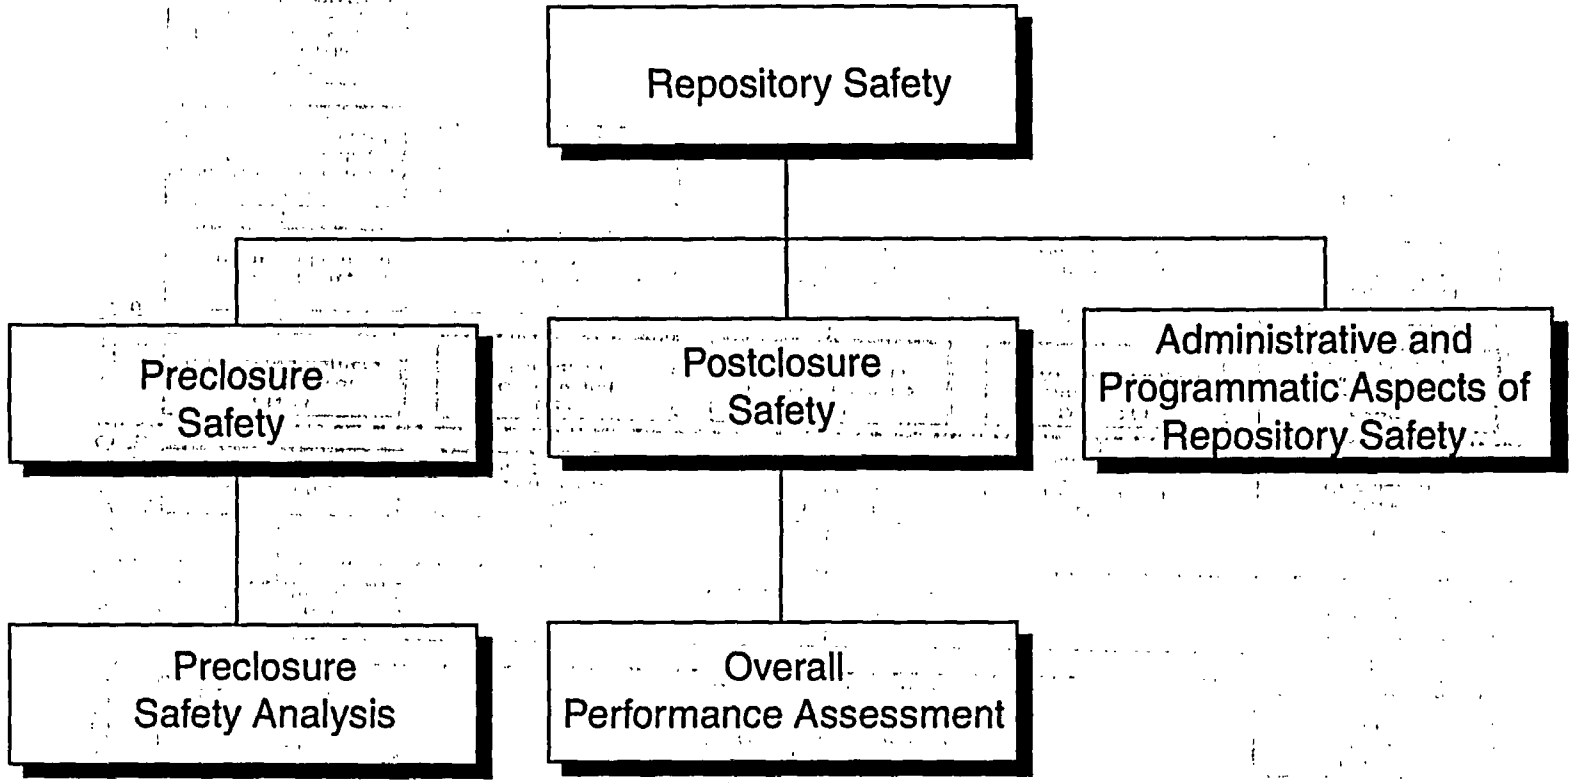 Repository Safety
Preclosure
Safety
Postclosure
Safety
Administrative and
Programmatic Aspects of
Repository Safety
Preclosure
Safety Analysis
Overall
Performance Assessment